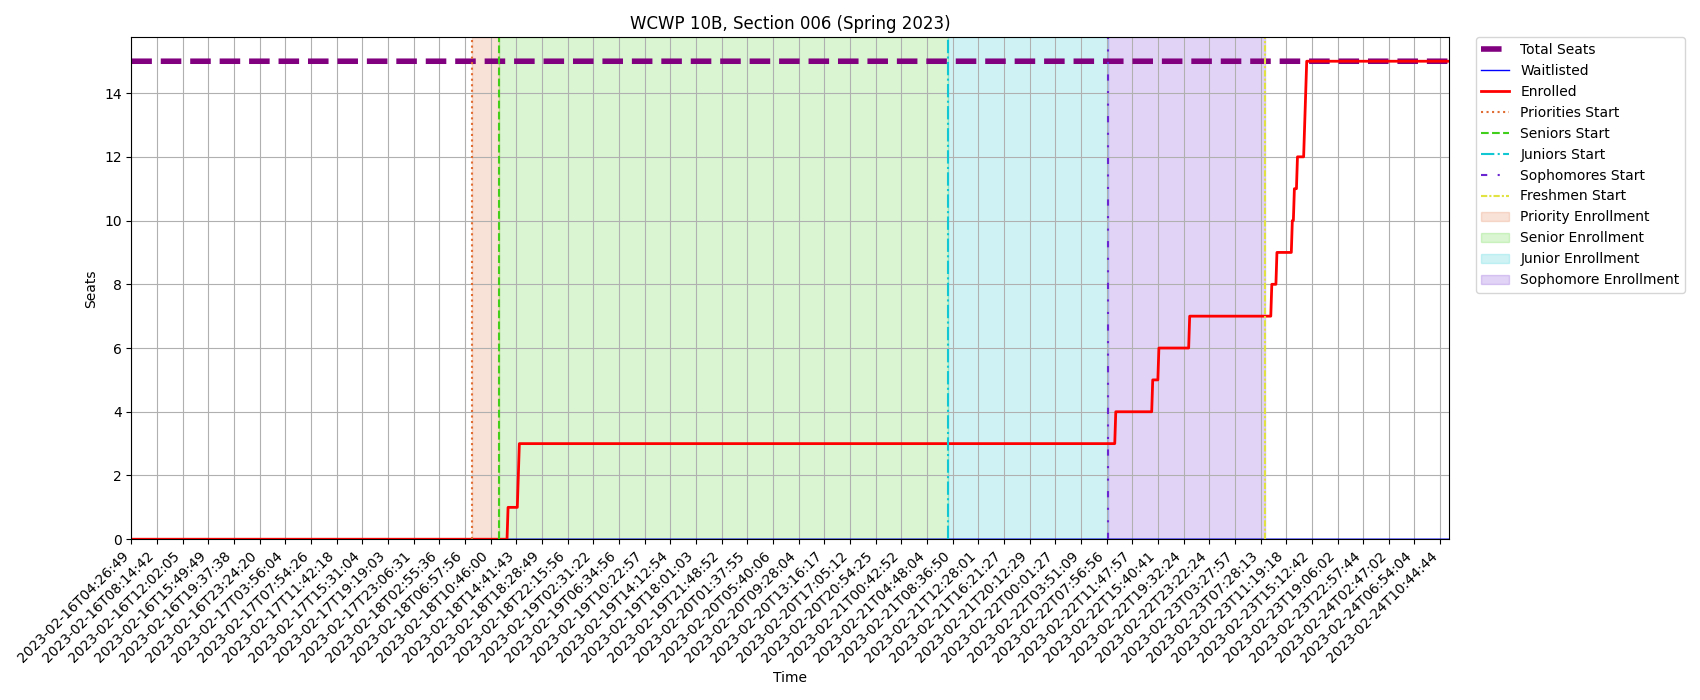 WCWP 10B, Section 006 (Spring 2023)
Seats
14
12
10
8
6
4
2
0
Total Seats
Waitlisted
Enrolled
Priorities Start
Seniors Start
Juniors Start
Sophomores Start
Freshmen Start
Priority Enrollment
Senior Enrollment
Junior Enrollment
Sophomore Enrollment
2023-02-16T04:26:49
2023-02-16T08:14:42
2023-02-16T12:02:05
2023-02-16T15:49:49
2023-02-16T19:37:38
2023-02-16T23:24:20
2023-02-17T03:56:04
2023-02-17T07:54:26
2023-02-17T11:42:18
2023-02-17T15:31:04
2023-02-17T19:19:03
2023-02-17T23:06:31
2023-02-18T02:55:36
2023-02-18T06:57:56
2023-02-18T10:46:00
2023-02-18T14:41:43
2023-02-18T18:28:49
2023-02-18T22:15:56
2023-02-19T02:31:22
2023-02-19T06:34:56
2023-02-19T10:22:57
2023-02-19T14:12:54
2023-02-19T18:01:03
2023-02-19T21:48:52
2023-02-20T01:37:55
2023-02-20T05:40:06
2023-02-20T09:28:04
2023-02-20T13:16:17
2023-02-20T17:05:12
2023-02-20T20:54:25
2023-02-21T00:42:52
2023-02-21T04:48:04
2023-02-21T08:36:50
2023-02-21T12:28:01
2023-02-21T16:21:27
2023-02-21T20:12:29
2023-02-22T00:01:27
2023-02-22T03:51:09
2023-02-22T07:56:56
2023-02-22T11:47:57
2023-02-22T15:40:41
2023-02-22T19:32:24
2023-02-22T23:22:24
2023-02-23T03:27:57
2023-02-23T07:28:13
2023-02-23T11:19:18
2023-02-23T15:12:42
2023-02-23T19:06:02
2023-02-23T22:57:44
2023-02-24T02:47:02
2023-02-24T06:54:04
2023-02-24T10:44:44
Time